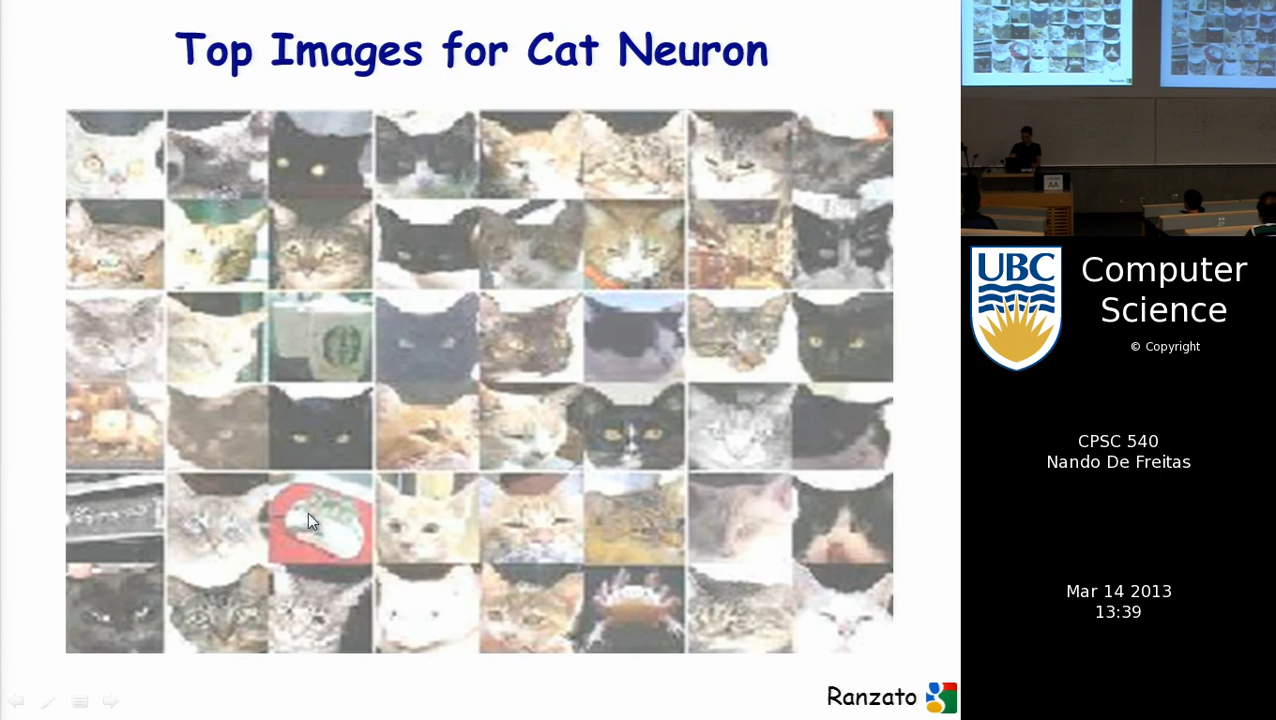 Top Images for Cat Neuron
Ranzato
AA
UBC
Computer
Science
© Copyright
CPSC 540
Nando De Freitas
Mar 14 2013
13:39